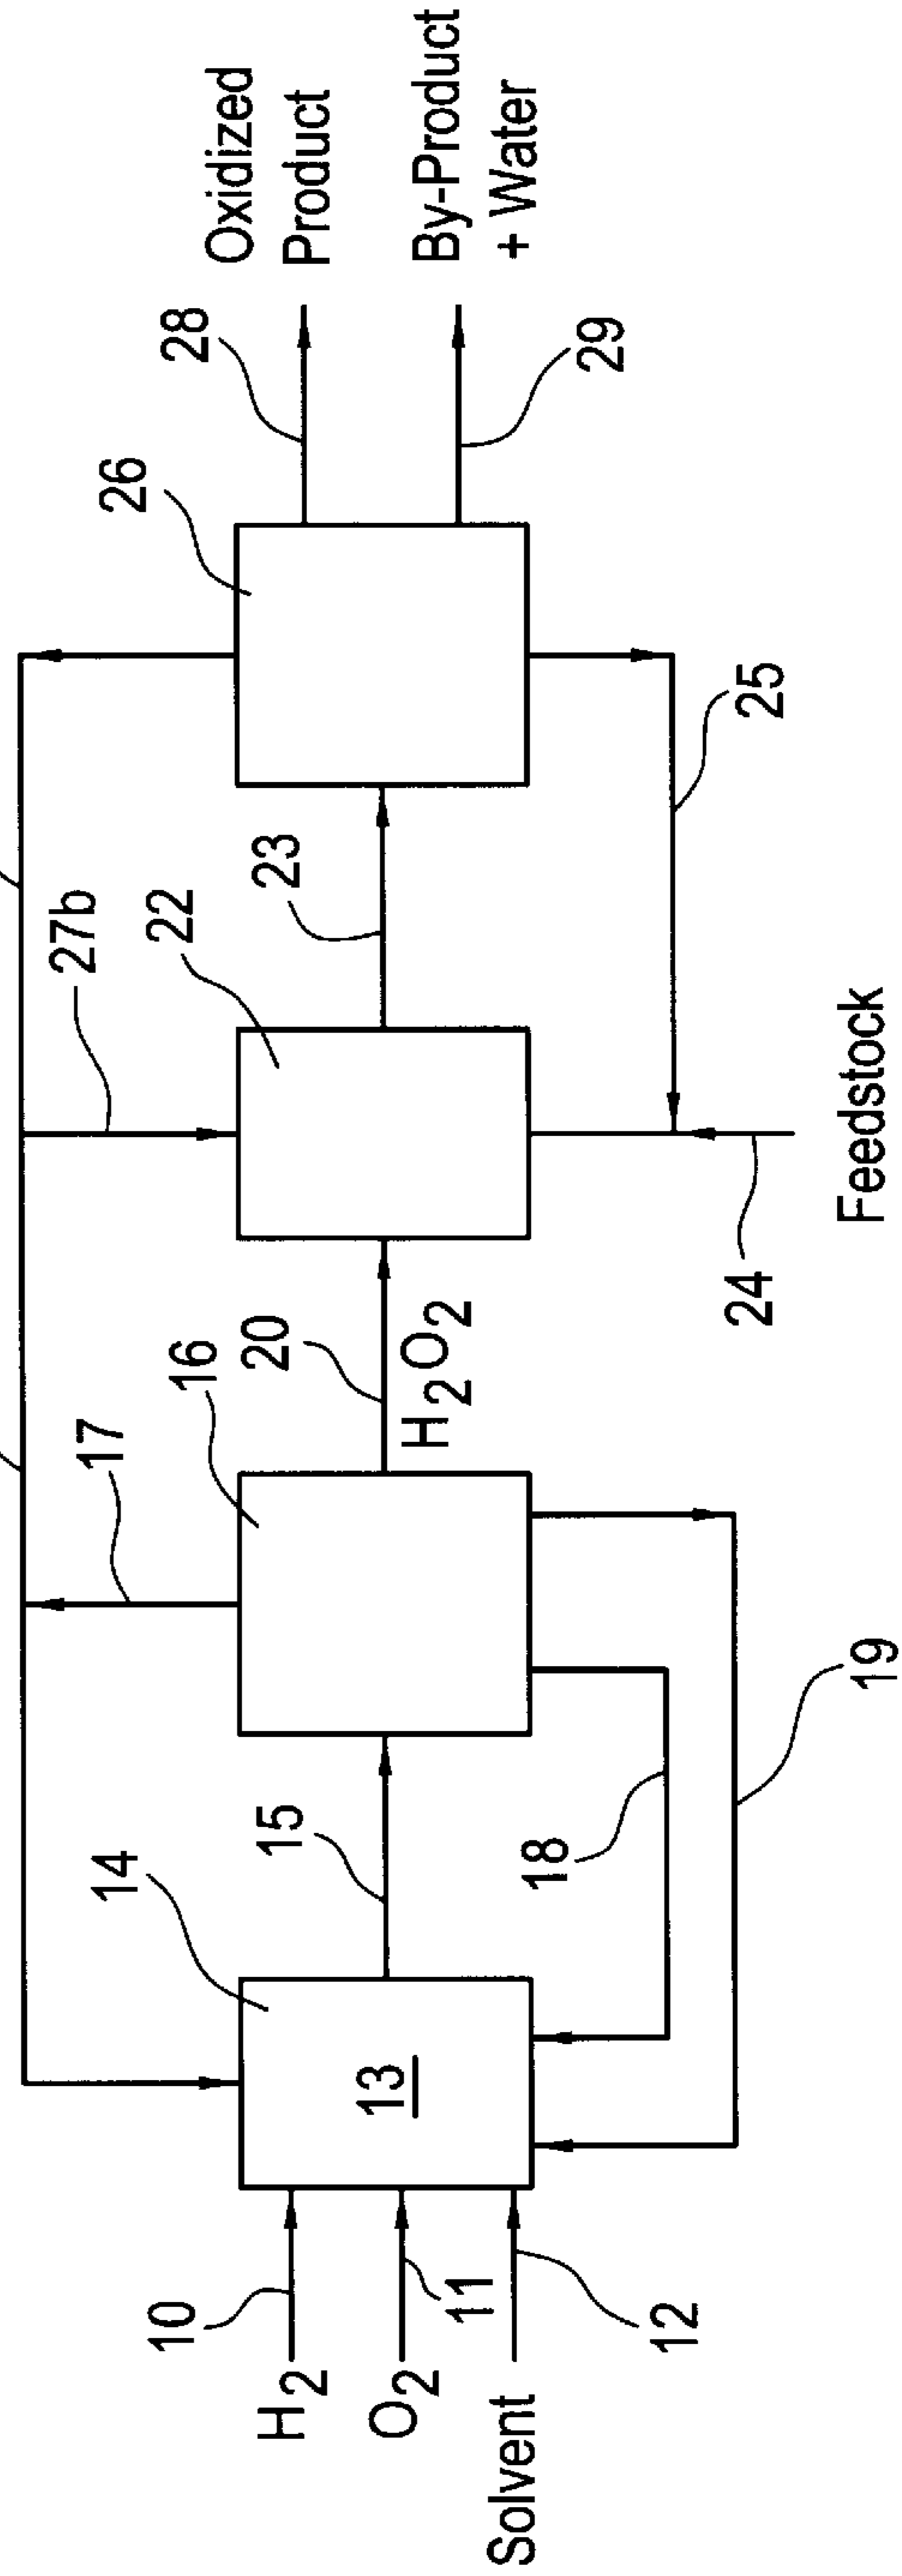 H2
O2
Solvent
10
11
12
13
14
15
16
17
18
19
20
H2O2
22
23
24
Feedstock
25
26
27b
28
29
Oxidized
Product
By-Product
+ Water